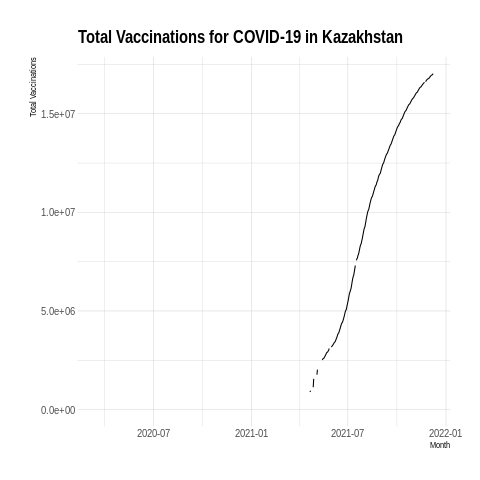 Total Vaccinations for COVID-19 in Kazakhstan
Total Vaccinations
1.5e+07
1.0e+07
5.0e+06
0.0e+00
2020-07 2021-01 2021-07 2022-01
Month